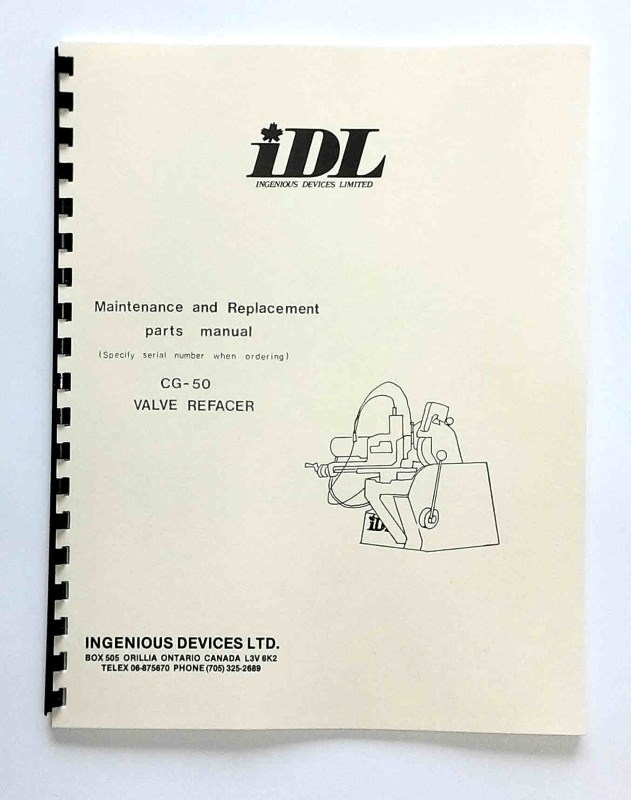 iDL
INGENIOUS DEVICES LIMITED
Maintenance and Replacement
parts manual
(Specify serial number when ordering)
CG-50
VALVE REFACER
iDL
INGENIOUS DEVICES LTD.
BOX 505 ORILLIA ONTARIO CANADA L3V 6K2
TELEX 06-875670 PHONE (705) 325-2689